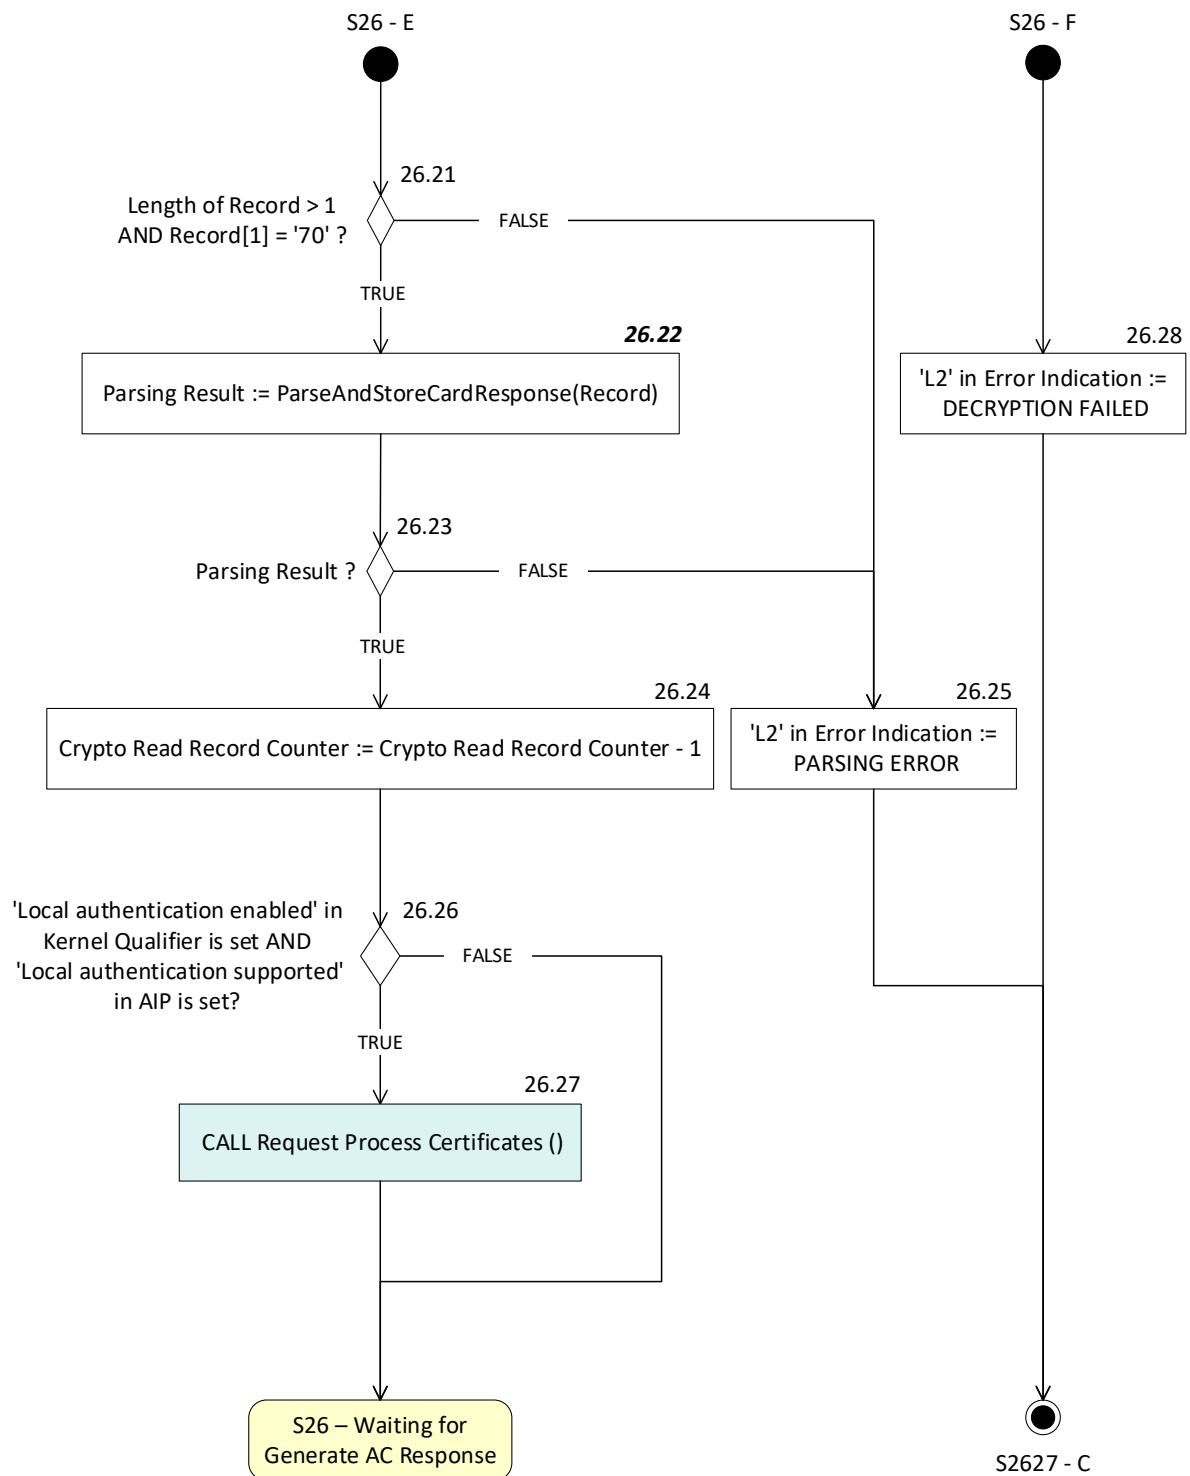 S26 - E
S26 - F
26.21
Length of Record > 1
AND Record[1] = '70' ?
FALSE
TRUE
26.22
Parsing Result := ParseAndStoreCardResponse(Record)
26.28
'L2' in Error Indication :=
DECRYPTION FAILED
26.23
Parsing Result ?
FALSE
TRUE
26.24
Crypto Read Record Counter := Crypto Read Record Counter - 1
26.25
'L2' in Error Indication :=
PARSING ERROR
26.26
'Local authentication enabled' in
Kernel Qualifier is set AND
'Local authentication supported'
in AIP is set?
FALSE
TRUE
26.27
CALL Request Process Certificates ()
S26 – Waiting for
Generate AC Response
S2627 - C